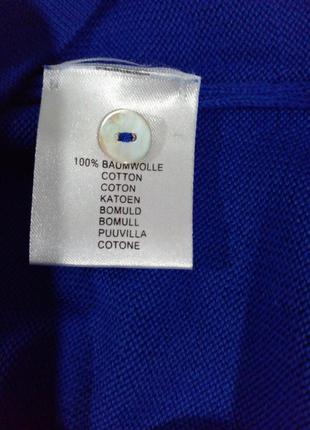 100% BAUMWOLLE
COTTON
COTON
KATOEN
BOMULD
BOMULL
PUUVILLA
COTONE